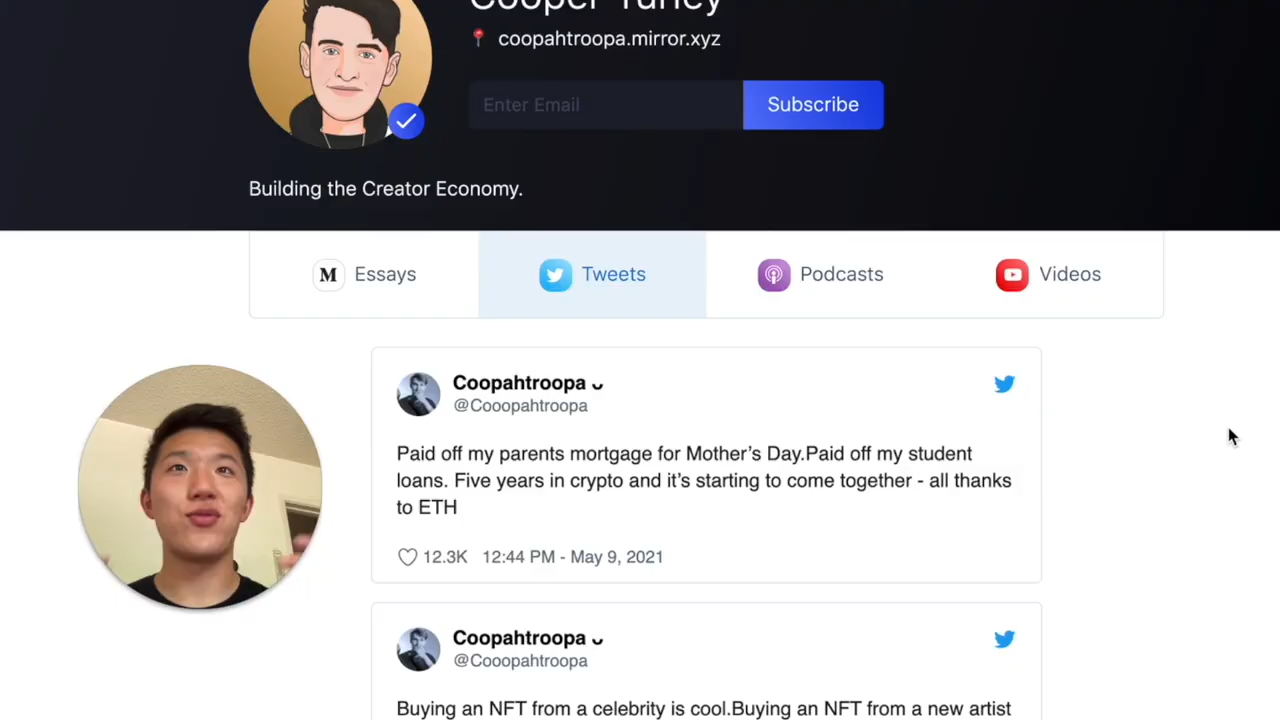 Cooper Turley
coopahtroopa.mirror.xyz
Enter Email
Subscribe
Building the Creator Economy.
M Essays
Tweets
Podcasts
Videos
Coopahtroopa
@Cooopahtroopa
Paid off my parents mortgage for Mother’s Day.Paid off my student
loans. Five years in crypto and it’s starting to come together - all thanks
to ETH
12.3K 12:44 PM - May 9, 2021
Coopahtroopa
@Cooopahtroopa
Buying an NFT from a celebrity is cool.Buying an NFT from a new artist